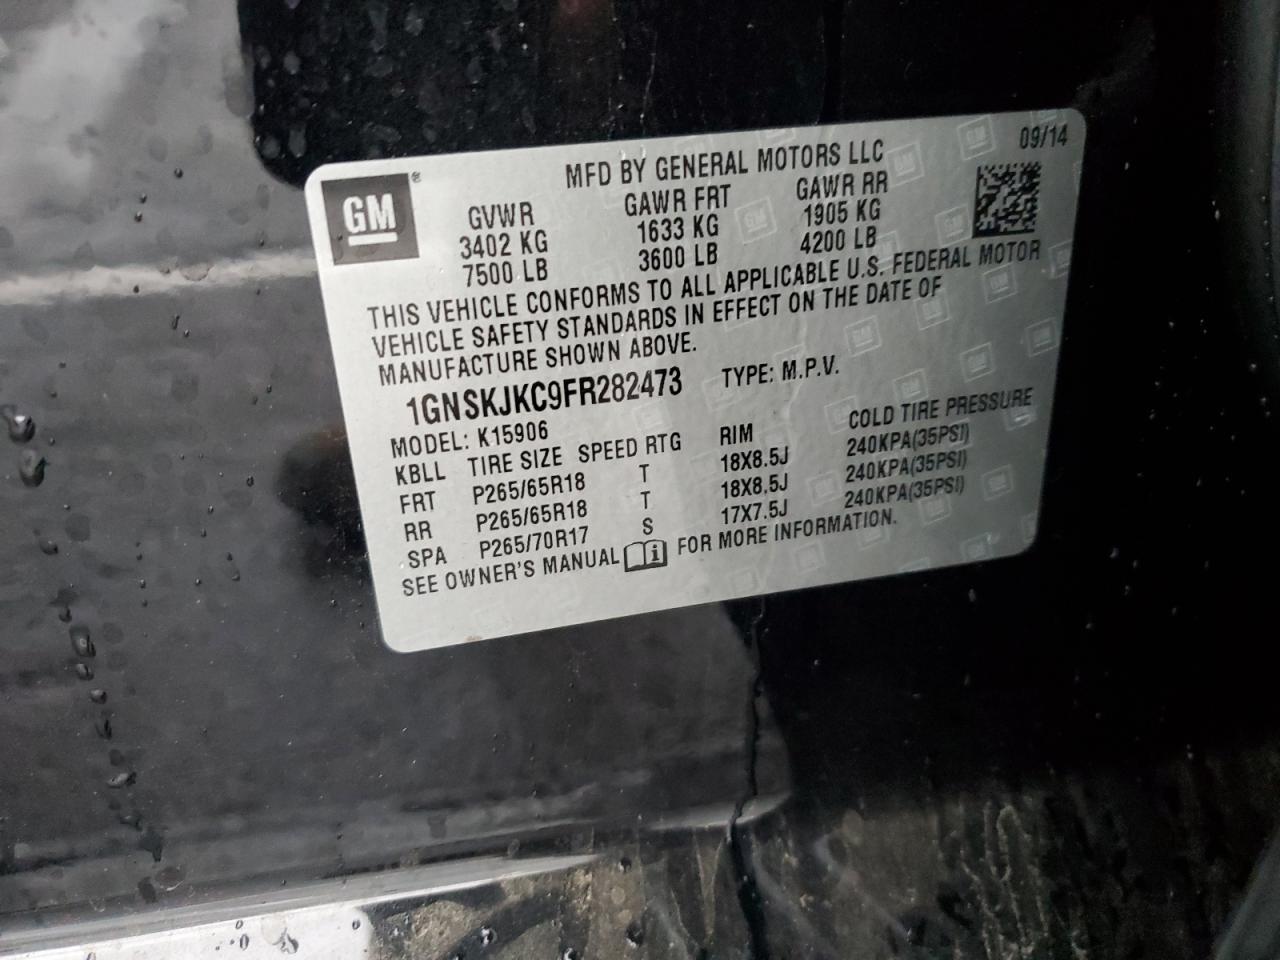 GM®
MFD BY GENERAL MOTORS LLC 09/14
GVWR GAWR FRT GAWR RR
3402 KG 1633 KG 1905 KG
7500 LB 3600 LB 4200 LB
THIS VEHICLE CONFORMS TO ALL APPLICABLE U.S. FEDERAL MOTOR
VEHICLE SAFETY STANDARDS IN EFFECT ON THE DATE OF
MANUFACTURE SHOWN ABOVE.
1GNSKJKC9FR282473 TYPE: M.P.V.
MODEL: K15906
KBLL TIRE SIZE SPEED RTG RIM COLD TIRE PRESSURE
FRT P265/65R18 T 18X8.5J 240KPA(35PSI)
RR P265/65R18 T 18X8.5J 240KPA(35PSI)
SPA P265/70R17 S 17X7.5J 240KPA(35PSI)
SEE OWNER'S MANUAL FOR MORE INFORMATION.